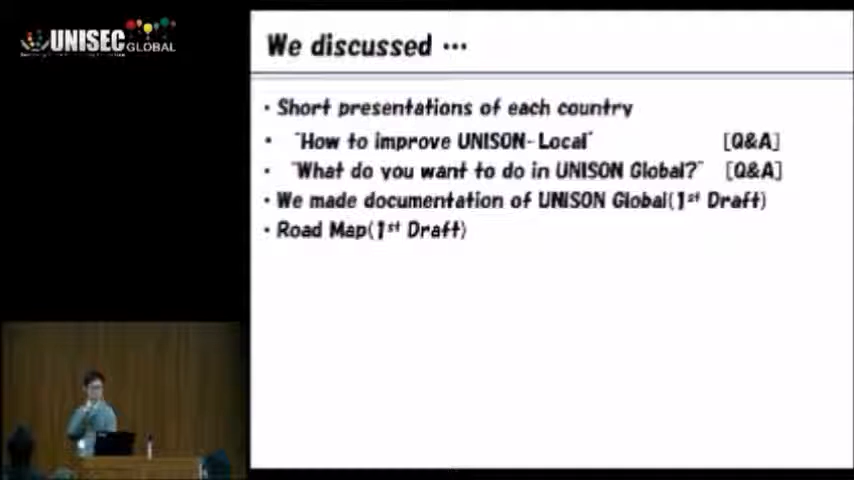 UNISEC GLOBAL
We discussed …
• Short presentations of each country
• "How to improve UNISON-Local" [Q&A]
• "What do you want to do in UNISON Global?" [Q&A]
• We made documentation of UNISON Global(1st Draft)
• Road Map(1st Draft)